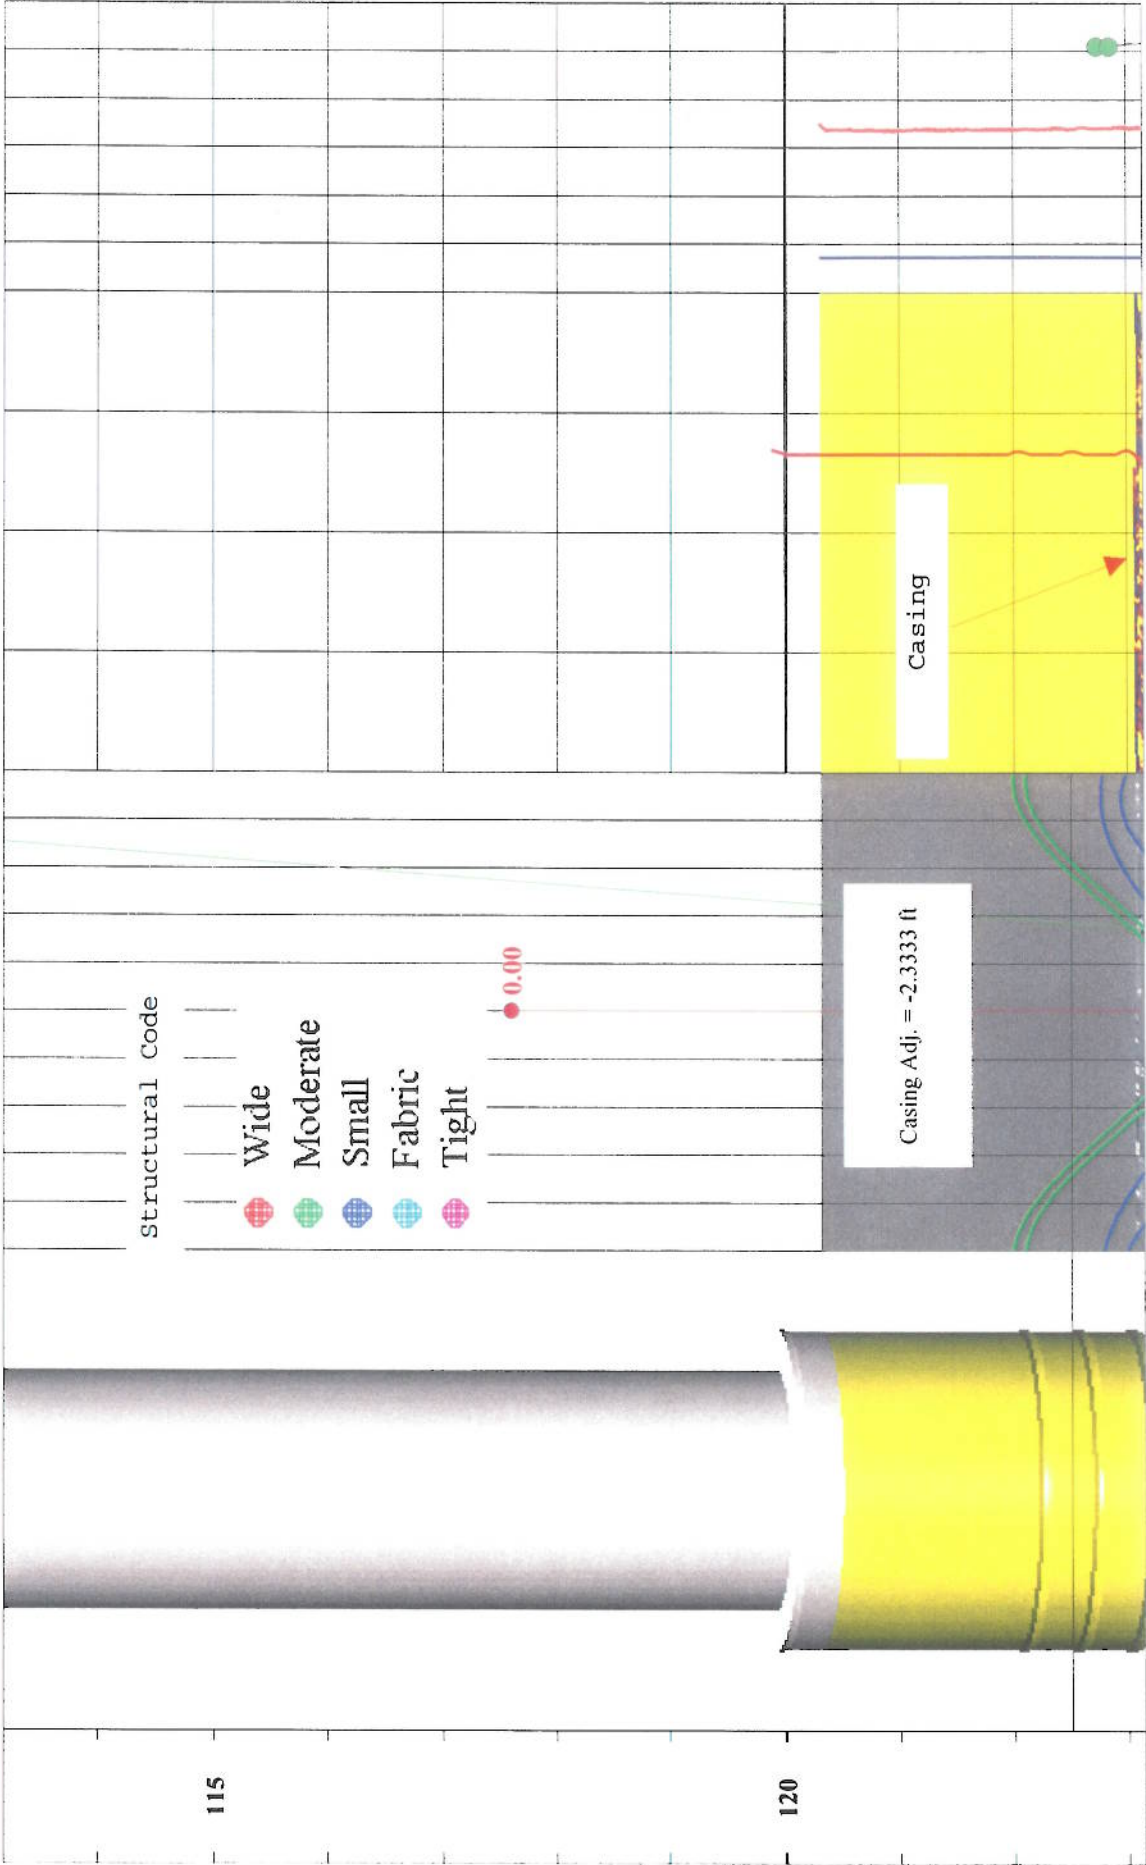 Structural Code
Wide
Moderate
Small
Fabric
Tight
0.00
115
120
Casing Adj. = -2.3333 ft
Casing